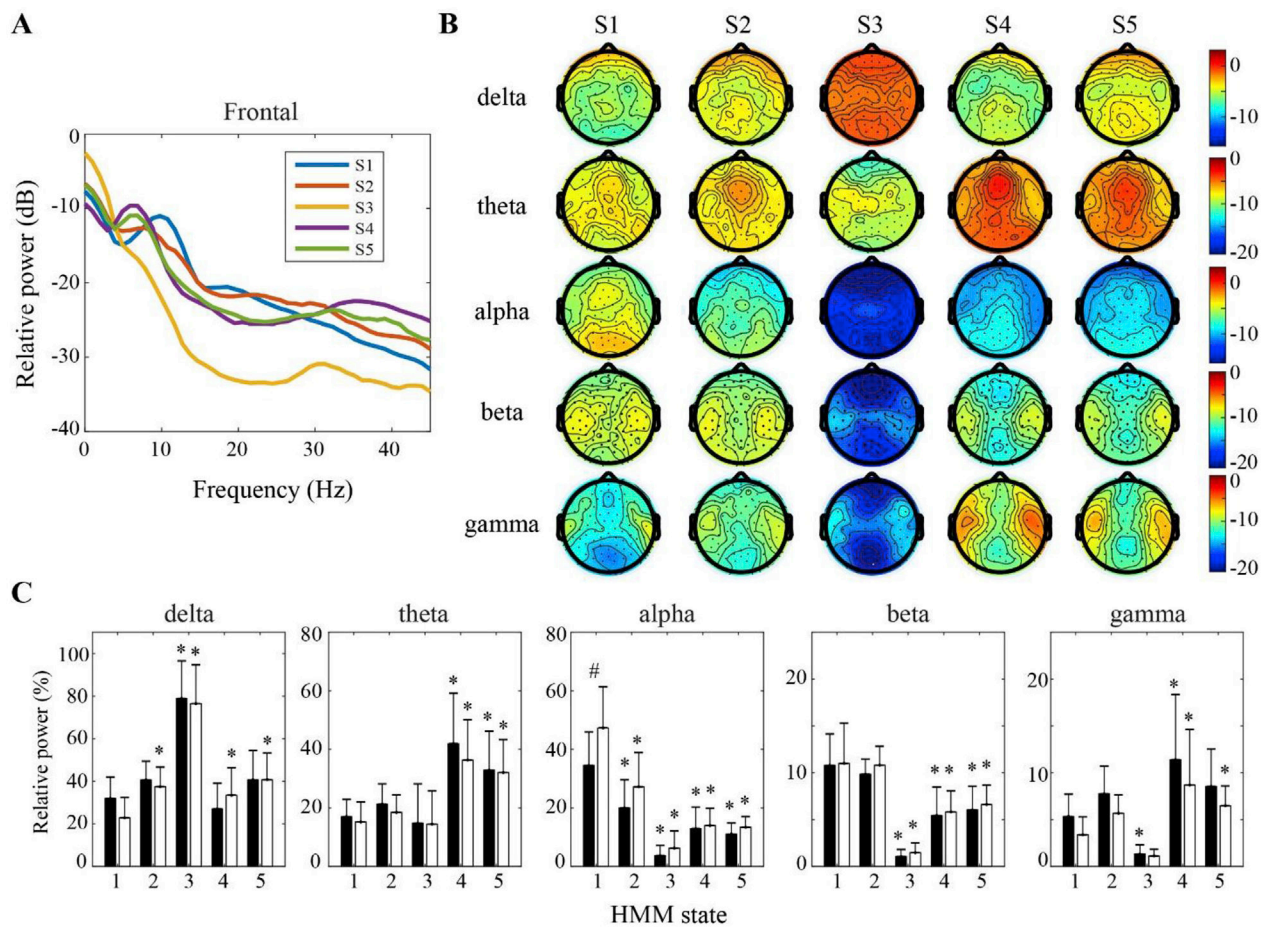 A
Frontal
0
-10
-20
-30
-40
Relative power (dB)
S1
S2
S3
S4
S5
0 10 20 30 40
Frequency (Hz)
B
S1 S2 S3 S4 S5
delta
0
-10
theta
0
-10
-20
alpha
0
-10
beta
0
-10
-20
gamma
0
-10
-20
C
delta theta alpha beta gamma
Relative power (%)
100
80
60
40
20
0
* *
*
*
*
1 2 3 4 5
80
60
40
20
0
* *
* *
1 2 3 4 5
80
60
40
20
0
#
* *
* *
* *
* *
1 2 3 4 5
20
10
0
* *
* *
* *
1 2 3 4 5
20
10
0
*
* *
*
1 2 3 4 5
HMM state